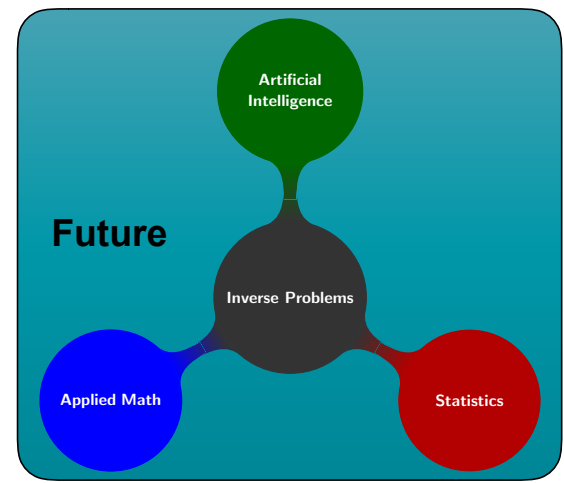 Artificial
Intelligence
Future
Inverse Problems
Applied Math
Statistics